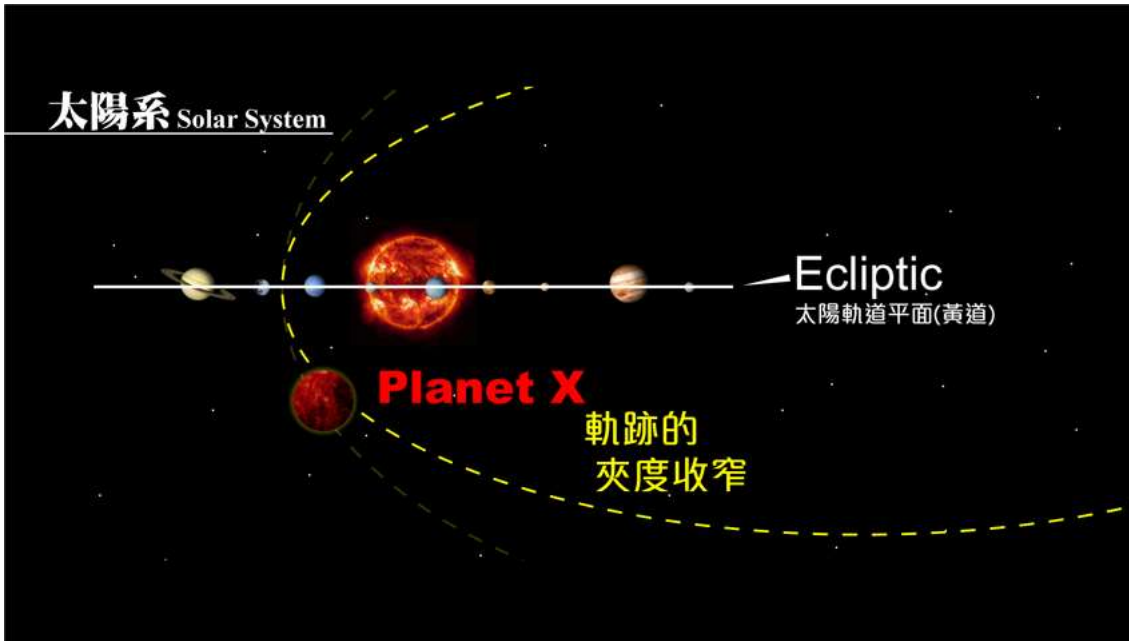 太陽系 Solar System
Ecliptic
太陽軌道平面(黃道)
Planet X
軌跡的
夾度收窄